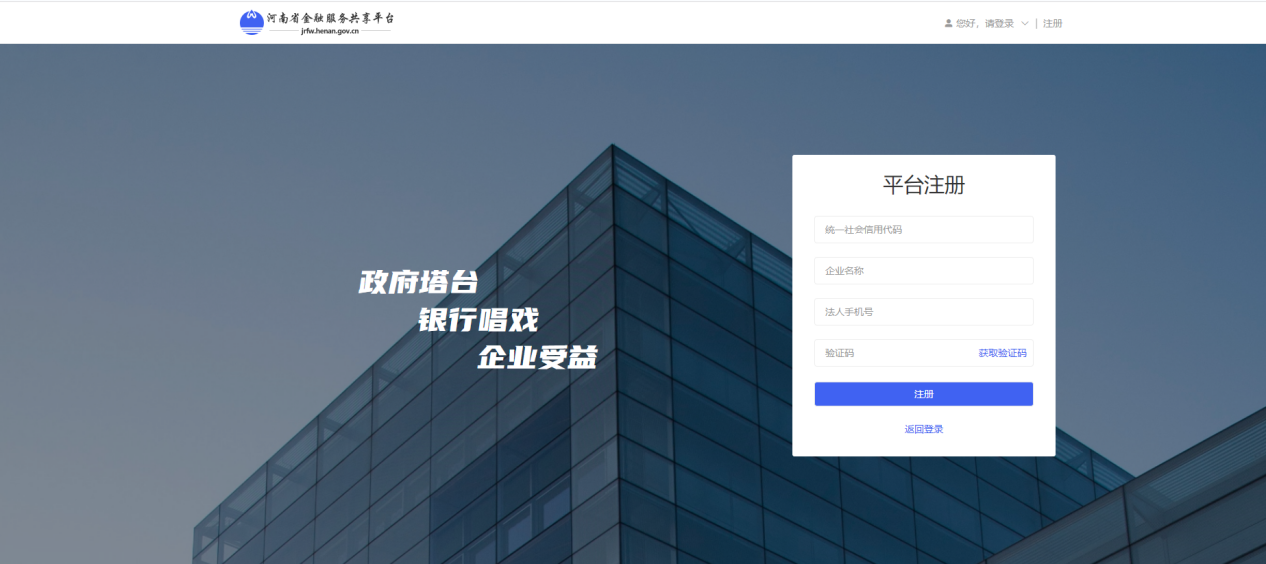 河南省金融服务共享平台
jrfw.henan.gov.cn
您好，请登录 | 注册
平台注册
统一社会信用代码
企业名称
法人手机号
验证码 获取验证码
注册
返回登录
政府塔台
银行唱戏
企业受益